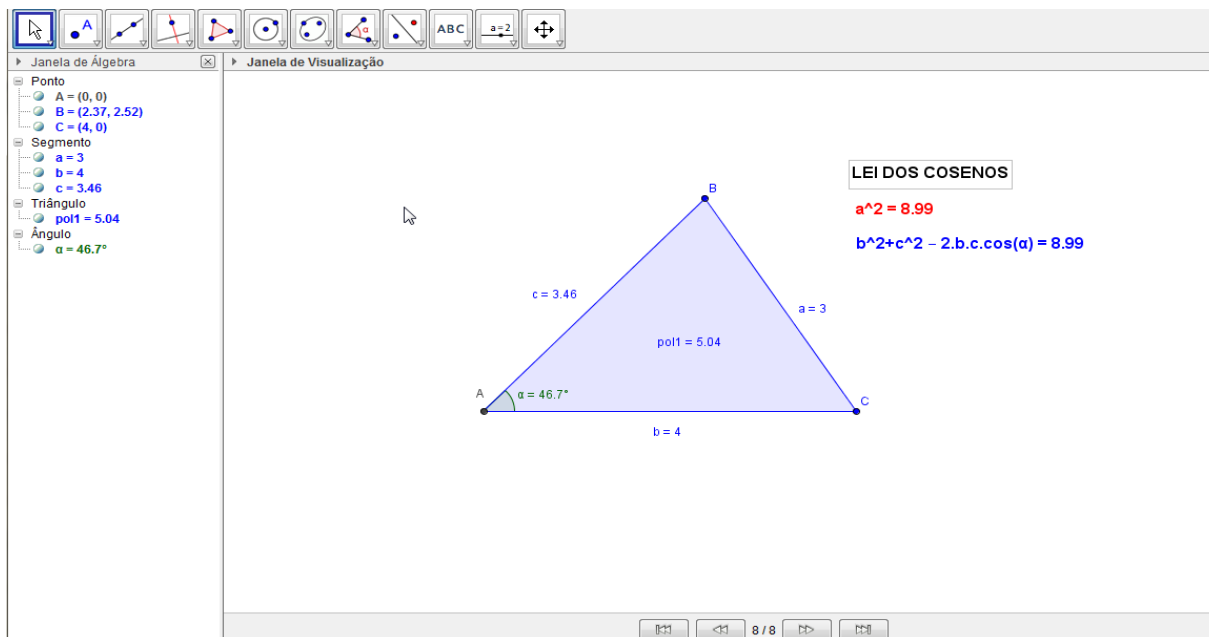 A
α
ABC
a=2
Janela de Álgebra
Ponto
A = (0, 0)
B = (2.37, 2.52)
C = (4, 0)
Segmento
a = 3
b = 4
c = 3.46
Triângulo
pol1 = 5.04
Ângulo
α = 46.7°
Janela de Visualização
LEI DOS COSENOS
a^2 = 8.99
b^2+c^2 − 2.b.c.cos(α) = 8.99
B
c = 3.46
a = 3
pol1 = 5.04
A
α = 46.7°
C
b = 4
8 / 8